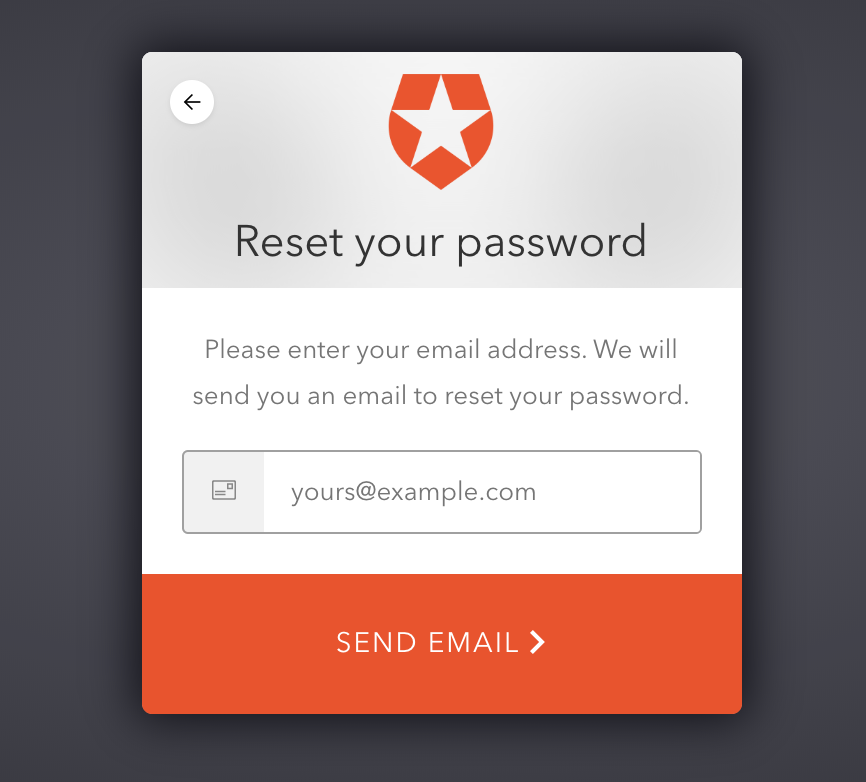 Reset your password
Please enter your email address. We will
send you an email to reset your password.
yours@example.com
SEND EMAIL